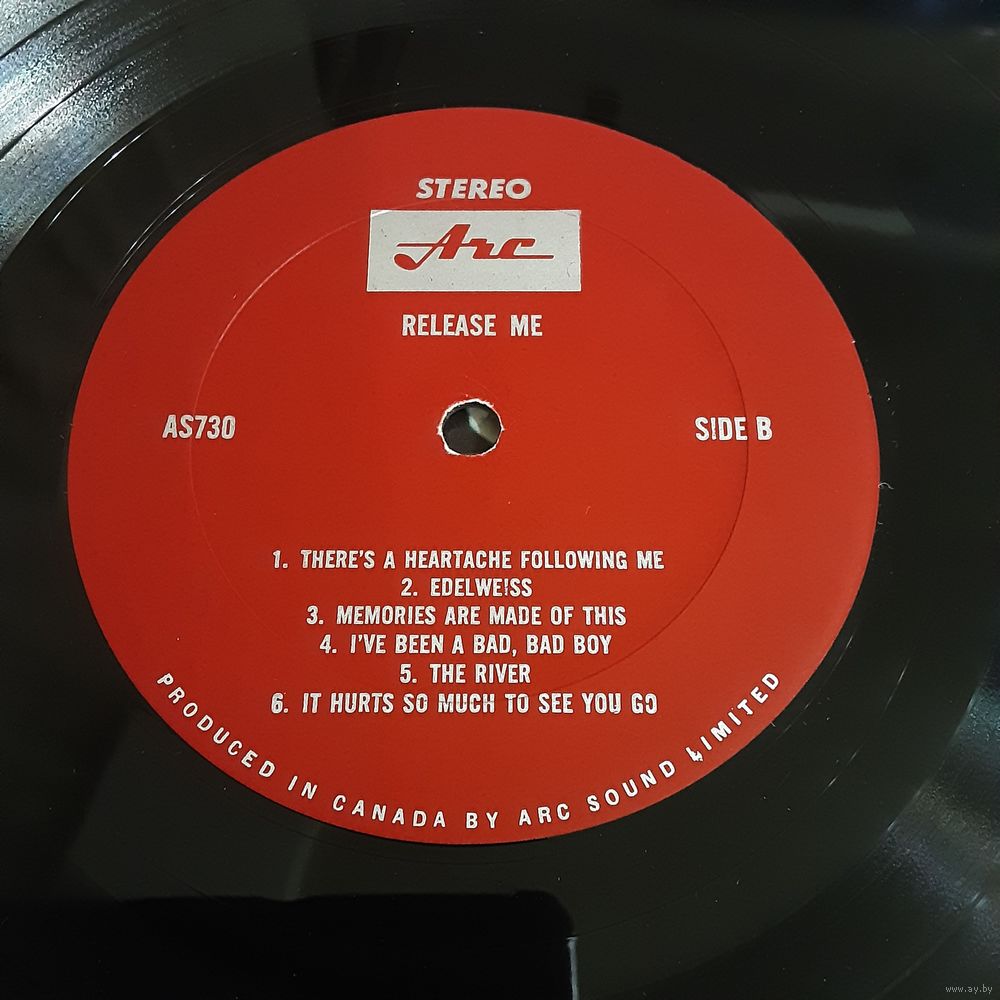 STEREO
Arc
RELEASE ME
AS730
SIDE B
1. THERE'S A HEARTACHE FOLLOWING ME
2. EDELWEISS
3. MEMORIES ARE MADE OF THIS
4. I'VE BEEN A BAD, BAD BOY
5. THE RIVER
6. IT HURTS SO MUCH TO SEE YOU GO
PRODUCED IN CANADA BY ARC SOUND LIMITED
www.ay.by